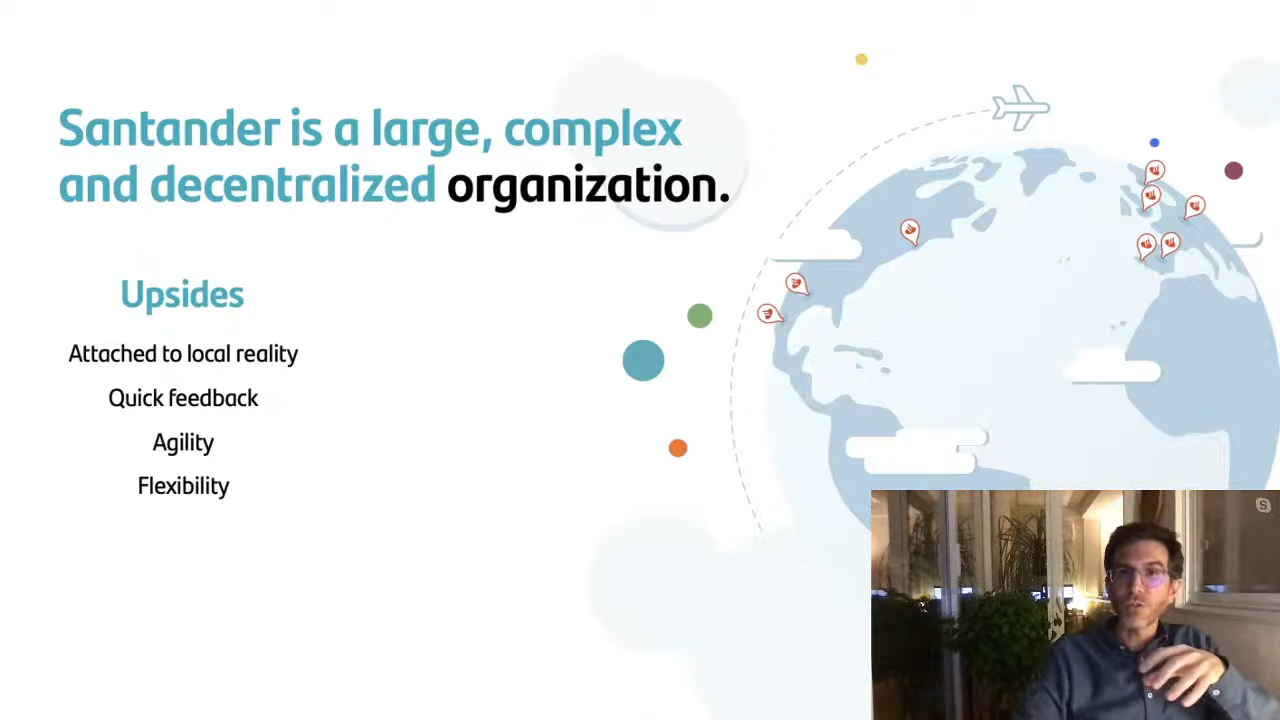 Santander is a large, complex
and decentralized organization.
Upsides
Attached to local reality
Quick feedback
Agility
Flexibility